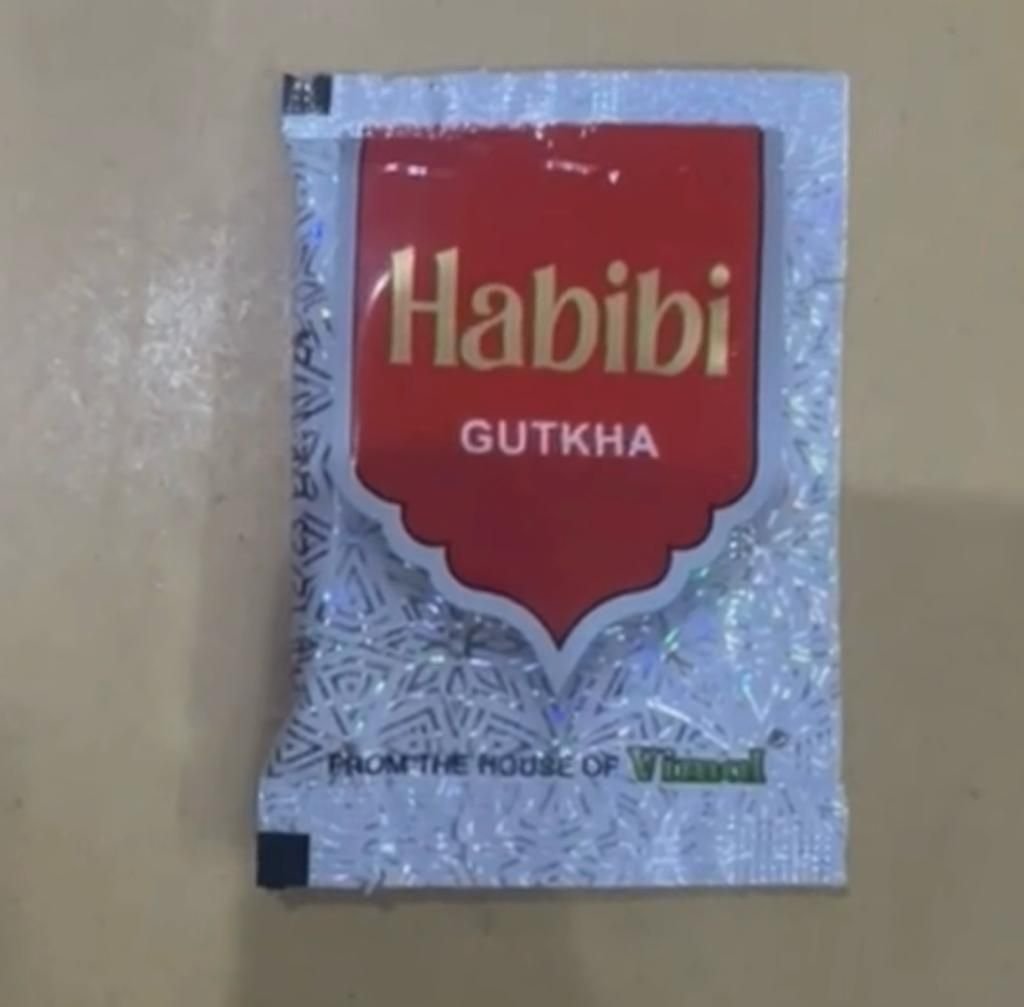 Habibi
GUTKHA
FROM THE HOUSE OF Vimal